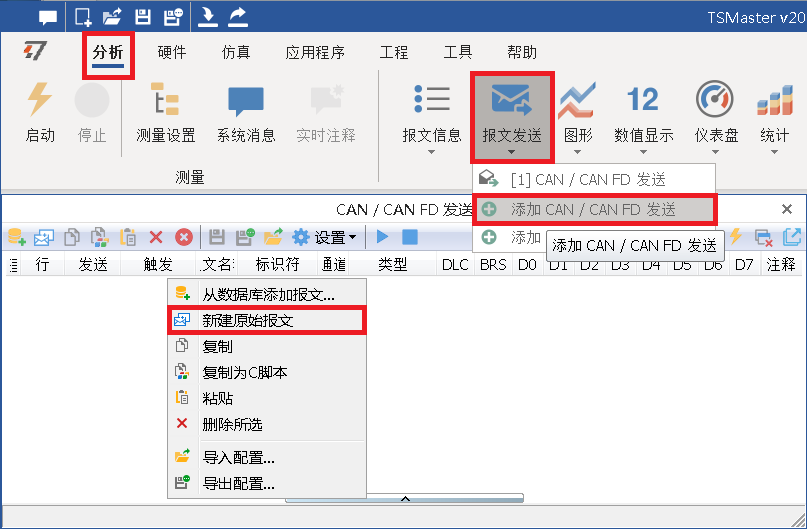 TSMaster v20
分析 硬件 仿真 应用程序 工程 工具 帮助
启动 停止 测量设置 系统消息 实时注释 报文信息 报文发送 图形 12 数值显示 仪表盘 统计
测量
[1] CAN / CAN FD 发送
CAN / CAN FD 发送
添加 CAN / CAN FD 发送
设置
添加
添加 CAN / CAN FD 发送
行 发送 触发 文名 标识符 通道 类型 DLC BRS D0 D1 D2 D3 D4 D5 D6 D7 注释
从数据库添加报文...
新建原始报文
复制
复制为C脚本
粘贴
删除所选
导入配置...
导出配置...